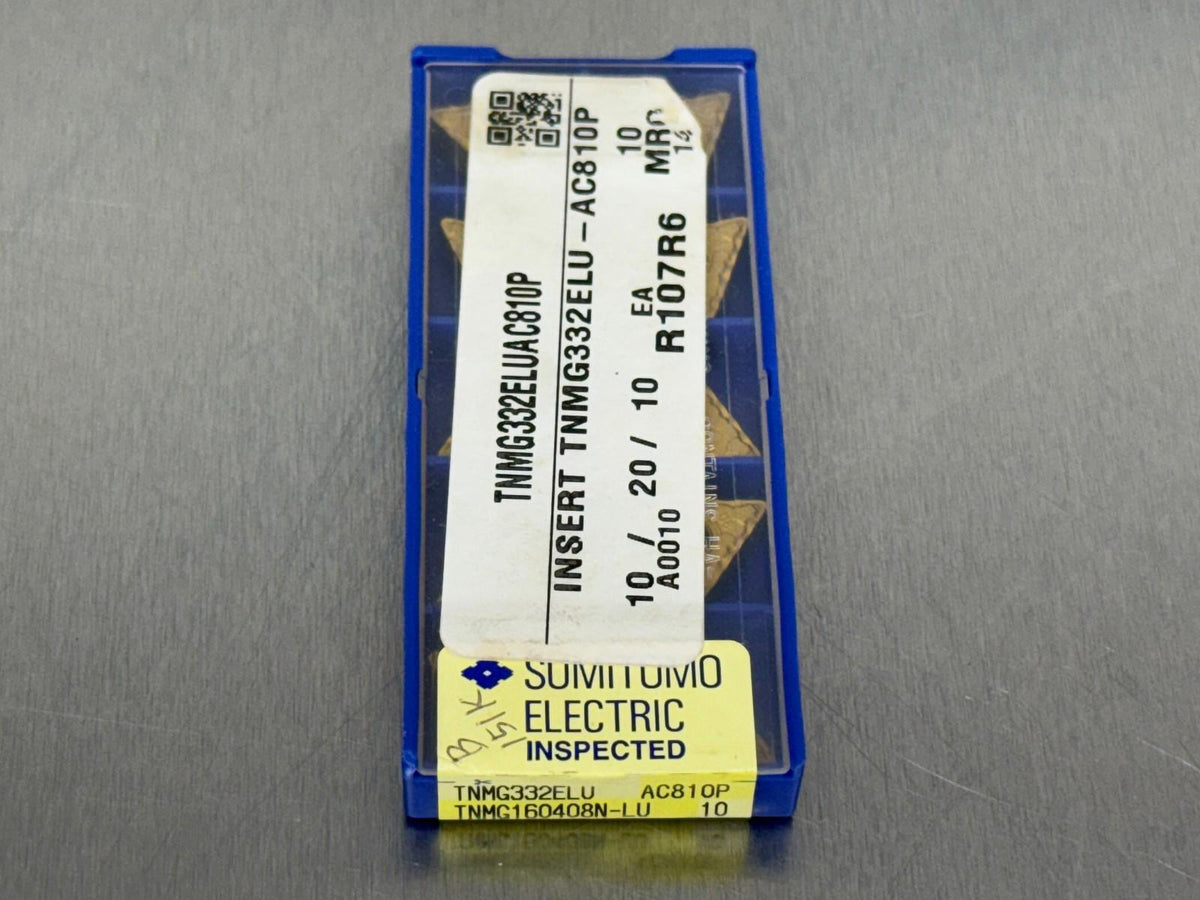 TNMG332ELUAC810P
INSERT TNMG332ELU-AC810P
10 / 20 / 10 EA 10
A0010 R107R6 MRO
14
SUMITOMO
ELECTRIC
INSPECTED
TNMG332ELU AC810P
TNMG160408N-LU 10